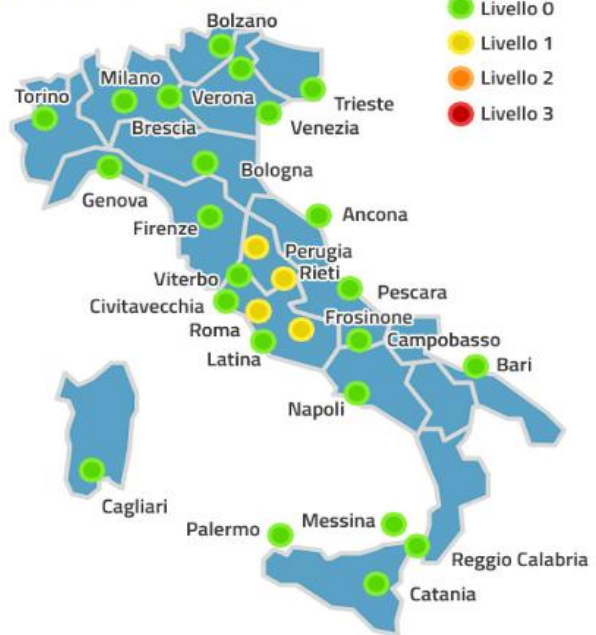 Livello 0
Bolzano
Livello 1
Milano
Livello 2
Torino
Verona
Trieste
Livello 3
Brescia
Venezia
Bologna
Genova
Ancona
Firenze
Perugia
Viterbo
Rieti
Pescara
Civitavecchia
Frosinone
Roma
Campobasso
Latina
Bari
Napoli
Cagliari
Palermo
Messina
Reggio Calabria
Catania